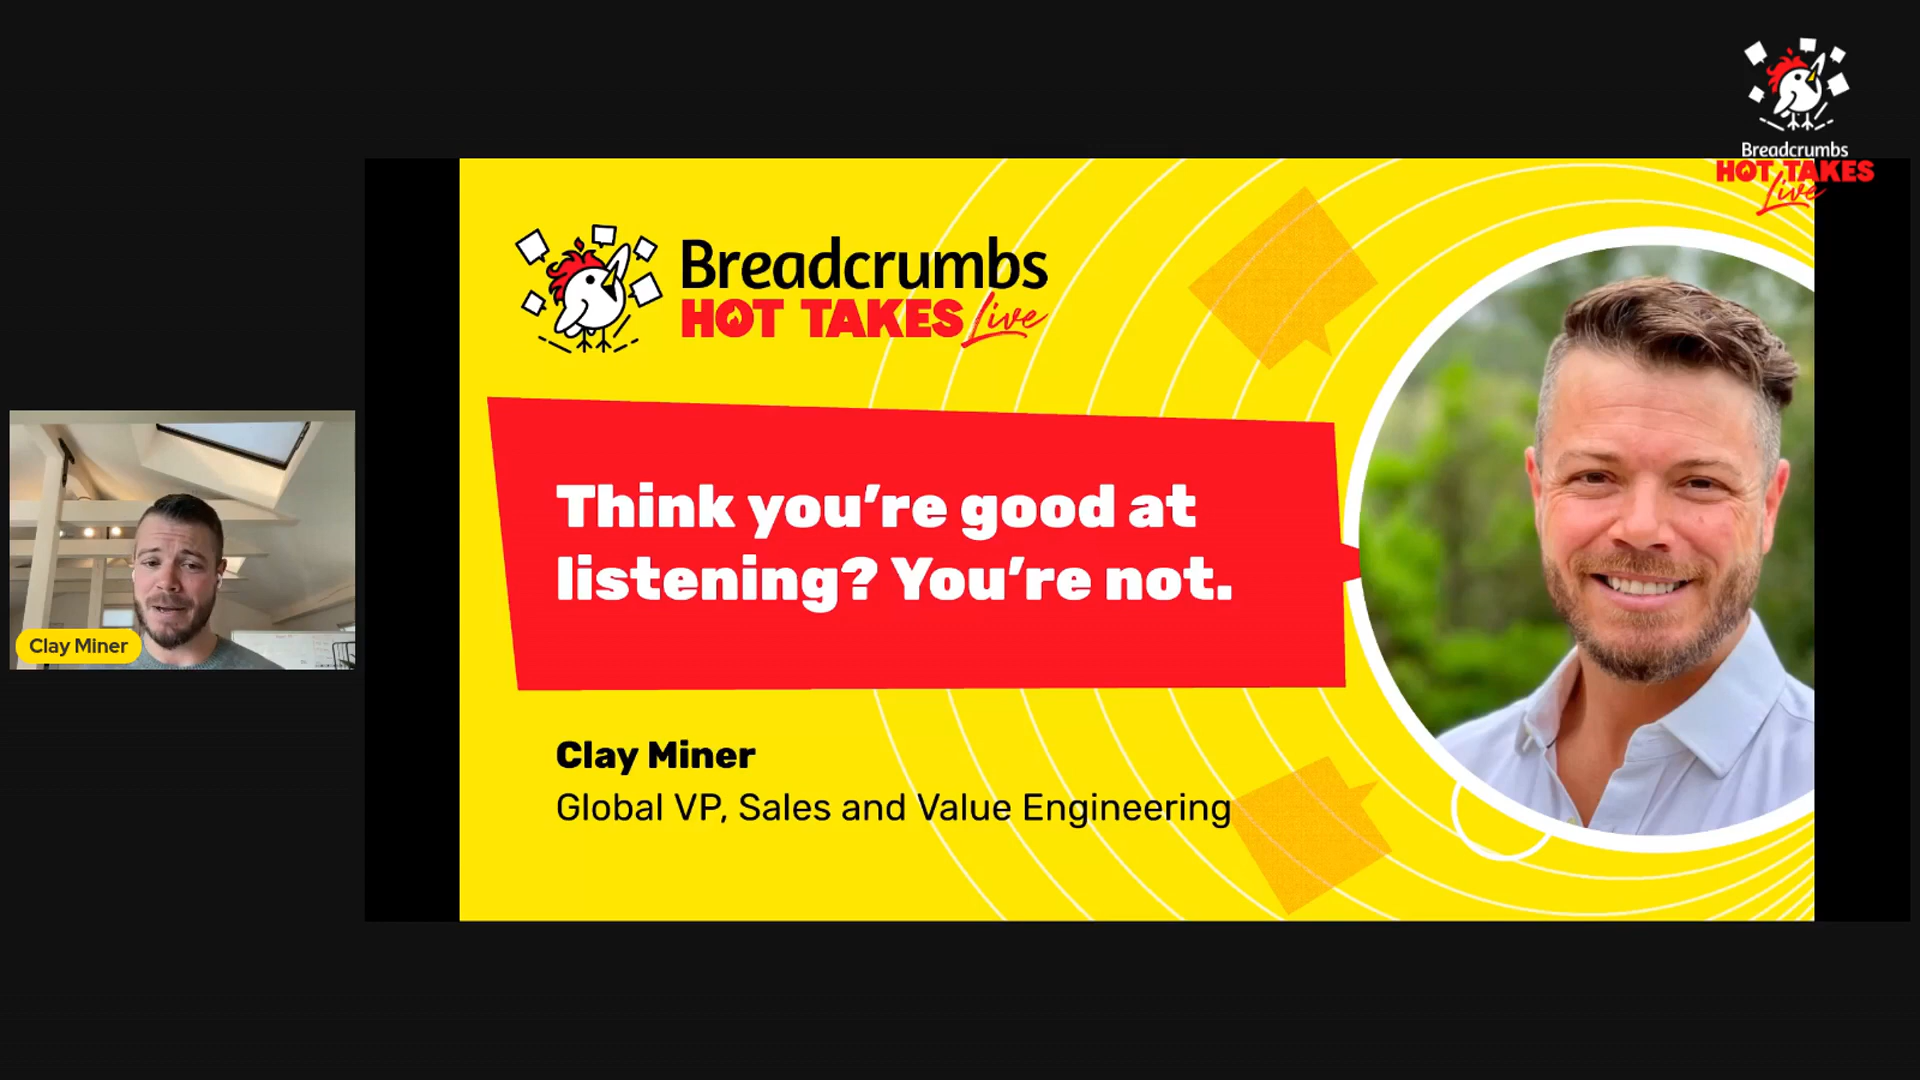 Breadcrumbs
HOT TAKES
Live
Breadcrumbs
HOT TAKES Live
Think you’re good at
listening? You’re not.
Clay Miner
Clay Miner
Global VP, Sales and Value Engineering